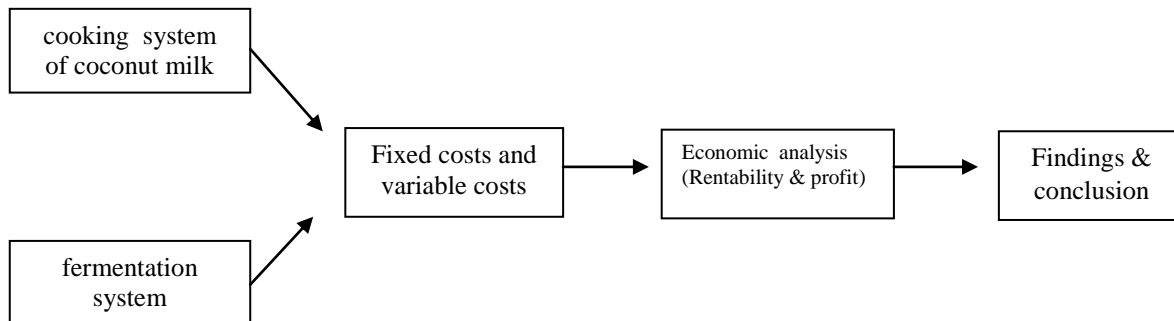 cooking system
of coconut milk
Fixed costs and
variable costs
Economic analysis
(Rentability & profit)
Findings &
conclusion
fermentation
system